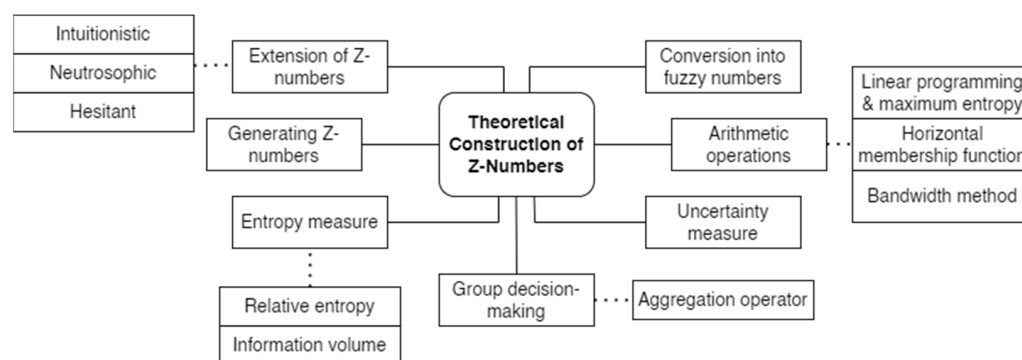 Intuitionistic
Neutrosophic
Hesitant
Extension of Z-
numbers
Generating Z-
numbers
Entropy measure
Relative entropy
Information volume
Theoretical
Construction of
Z-Numbers
Group decision-
making
Aggregation operator
Conversion into
fuzzy numbers
Arithmetic
operations
Linear programming
& maximum entropy
Horizontal
membership function
Bandwidth method
Uncertainty
measure